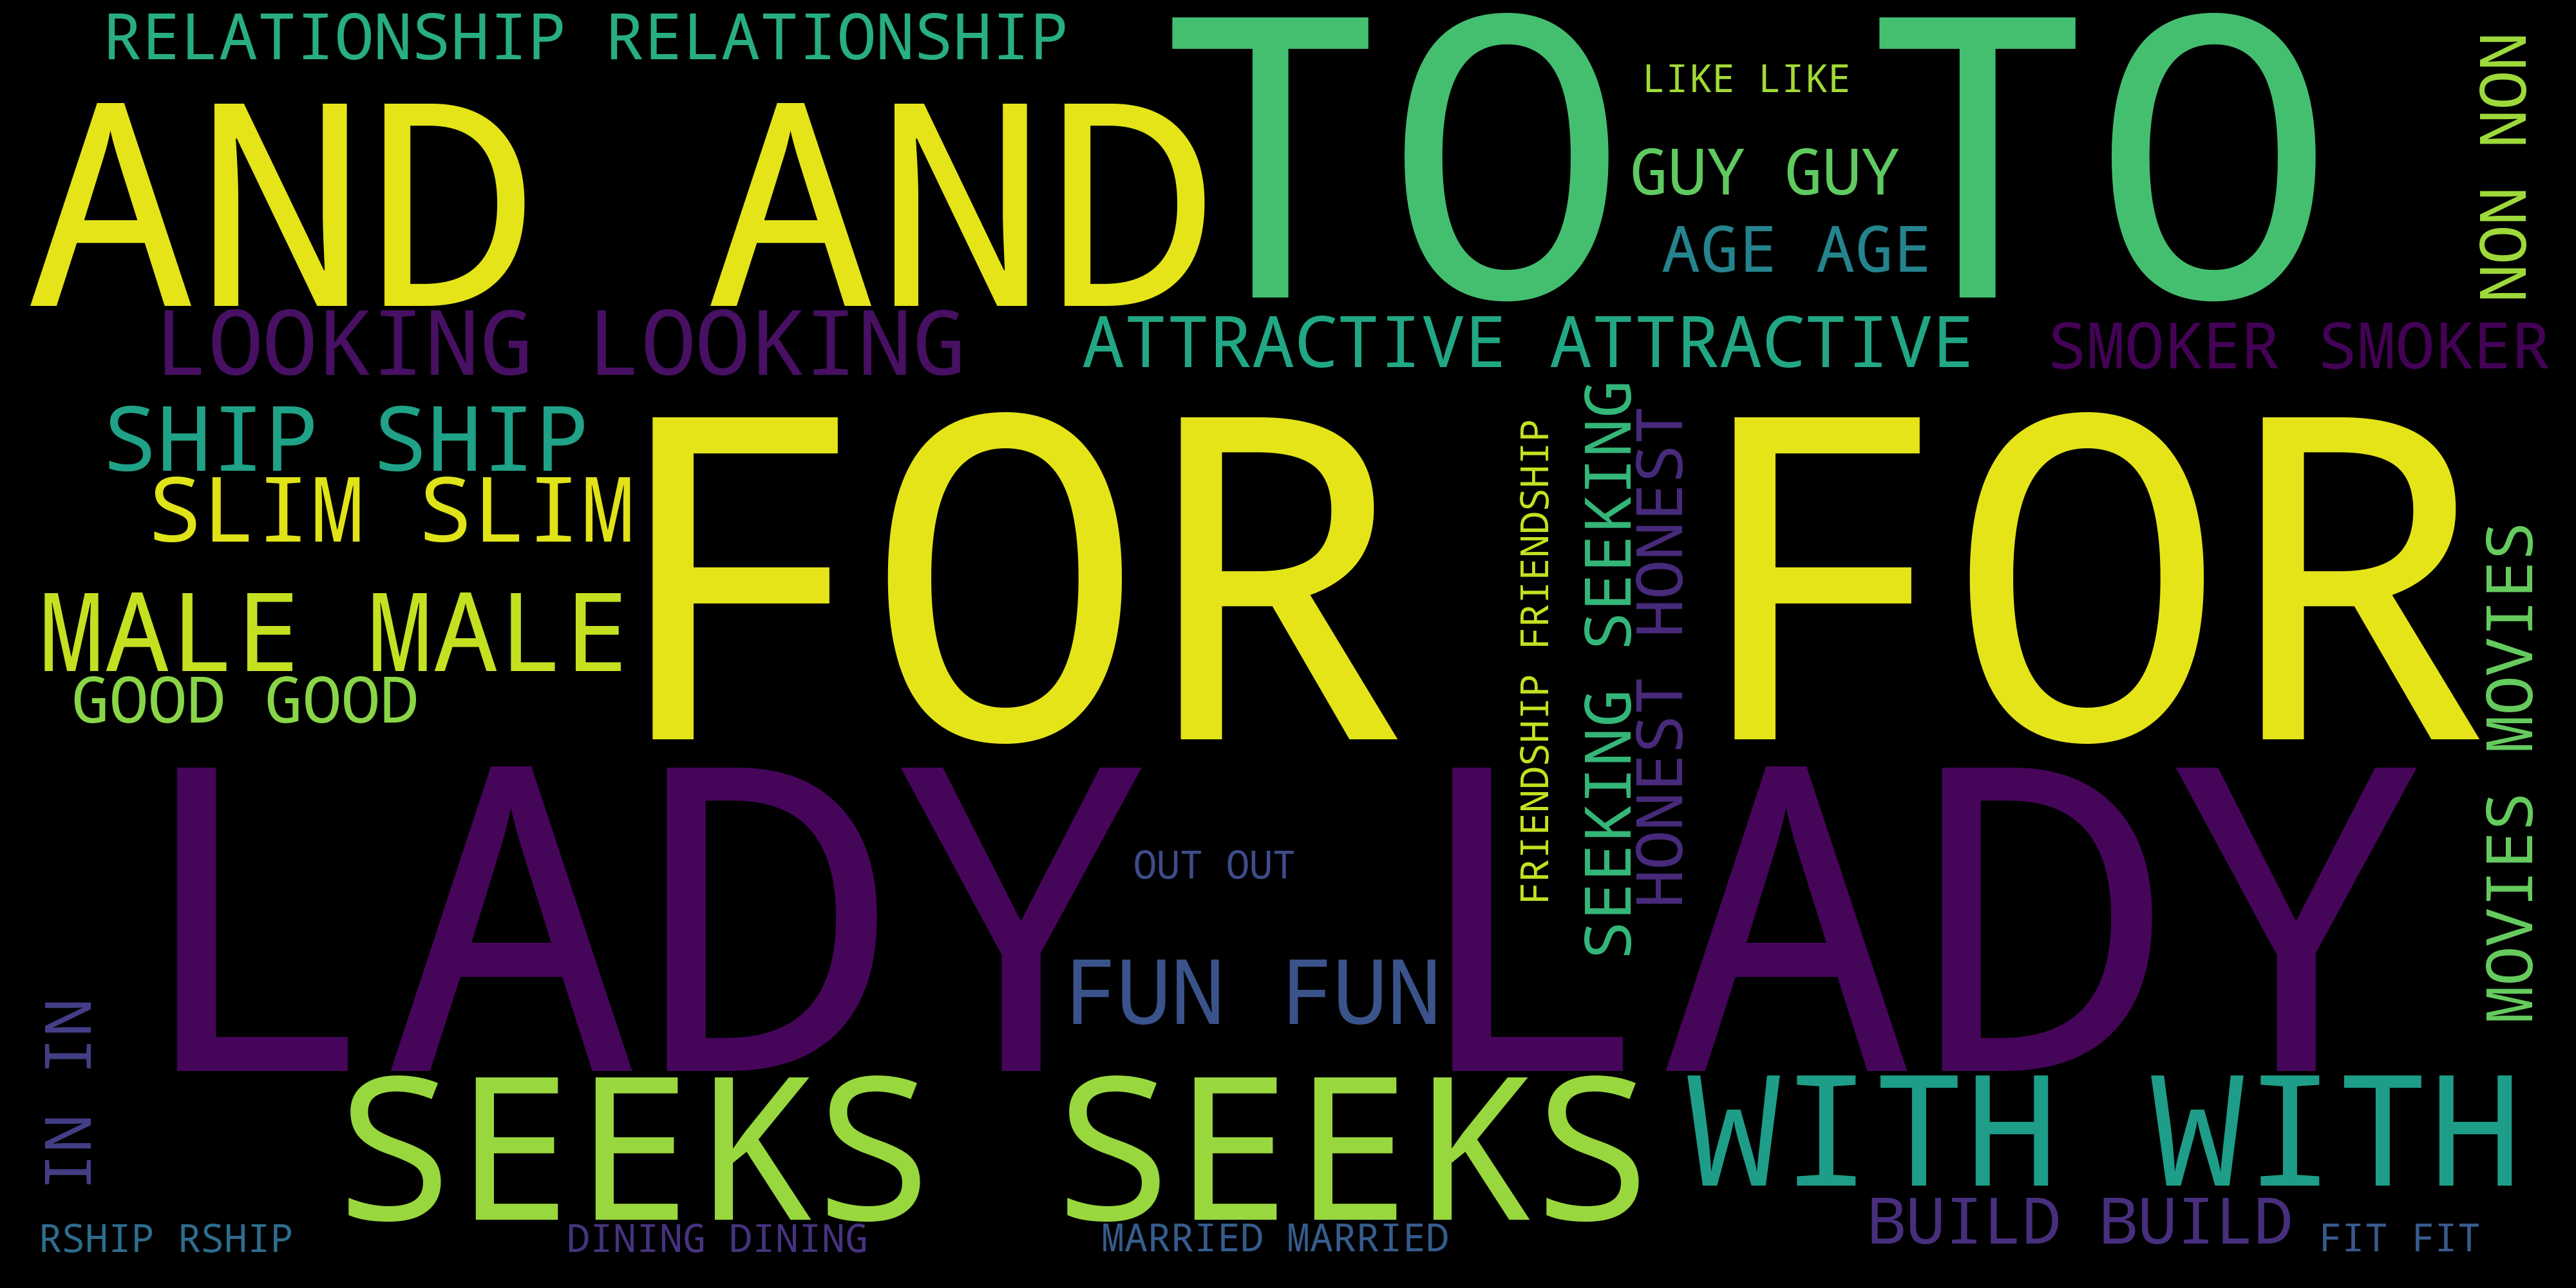 RELATIONSHIP RELATIONSHIP
TO TO
LIKE LIKE
NON NON
AND AND
GUY GUY
AGE AGE
LOOKING LOOKING
ATTRACTIVE ATTRACTIVE
SMOKER SMOKER
SHIP SHIP
FOR FOR
SLIM SLIM
FRIENDSHIP FRIENDSHIP
SEEKING SEEKING
HONEST HONEST
MOVIES MOVIES
MALE MALE
GOOD GOOD
LADY LADY
OUT OUT
FUN FUN
IN IN
SEEKS SEEKS
WITH WITH
RSHIP RSHIP
DINING DINING
MARRIED MARRIED
BUILD BUILD
FIT FIT